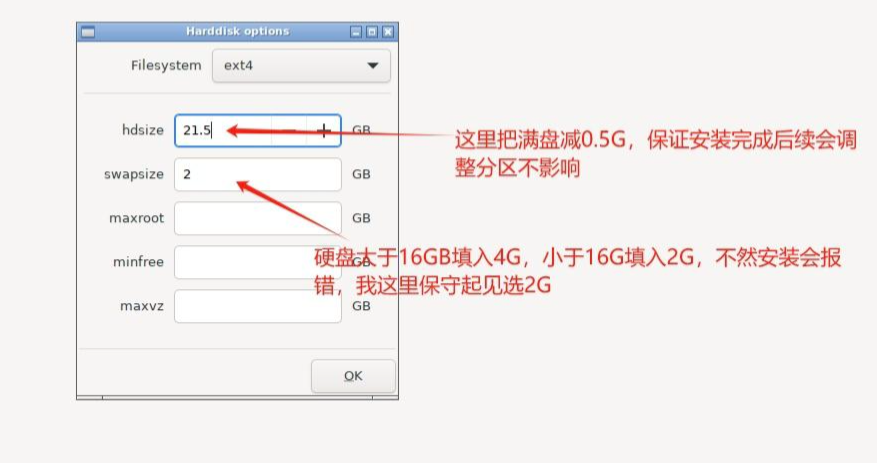 Harddisk options
Filesystem ext4
hdsize 21.5 GB
这里把满盘减0.5G，保证安装完成后续会调
整分区不影响
swapsize 2 GB
maxroot GB
硬盘大于16GB填入4G，小于16G填入2G，不然安装会报
错，我这里保守起见选2G
minfree GB
maxvz GB
OK